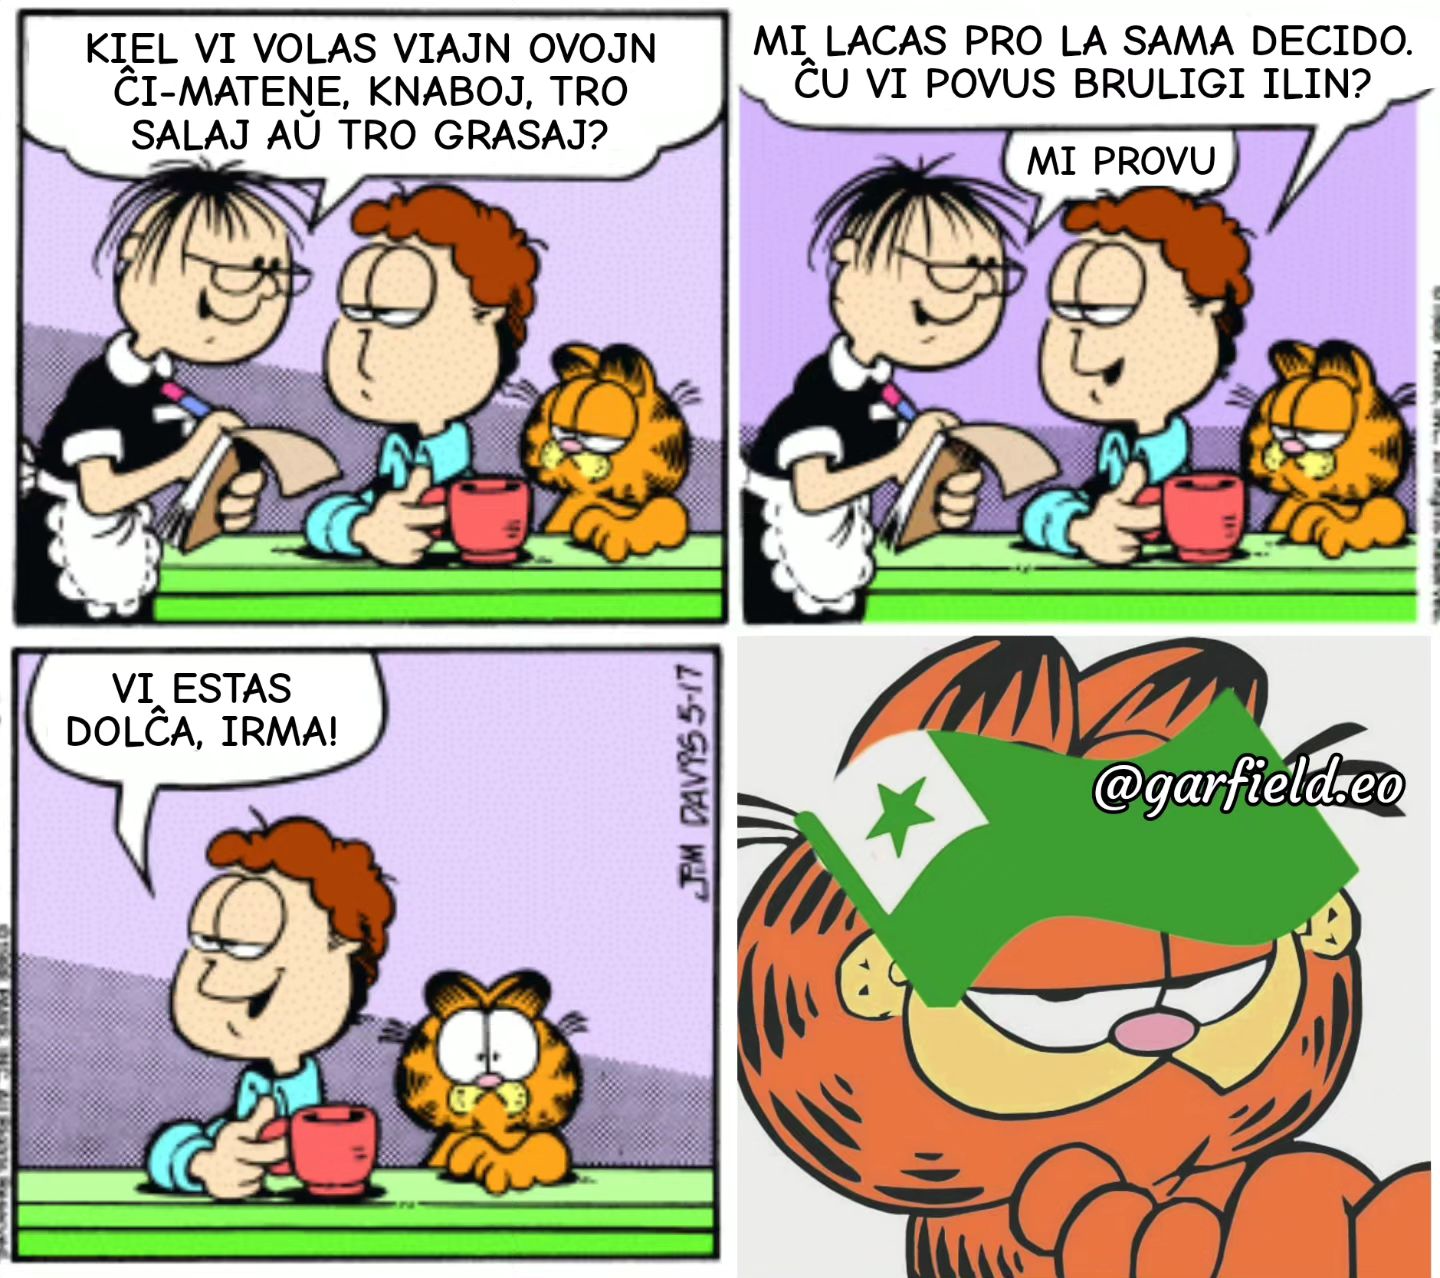 KIEL VI VOLAS VIAJN OVOJN
ĈI-MATENE, KNABOJ, TRO
SALAJ AŬ TRO GRASAJ?
MI LACAS PRO LA SAMA DECIDO.
ĈU VI POVUS BRULIGI ILIN?
MI PROVU
VI ESTAS
DOLĈA, IRMA!
JIM DAVIS 5-17
@garfield.eo